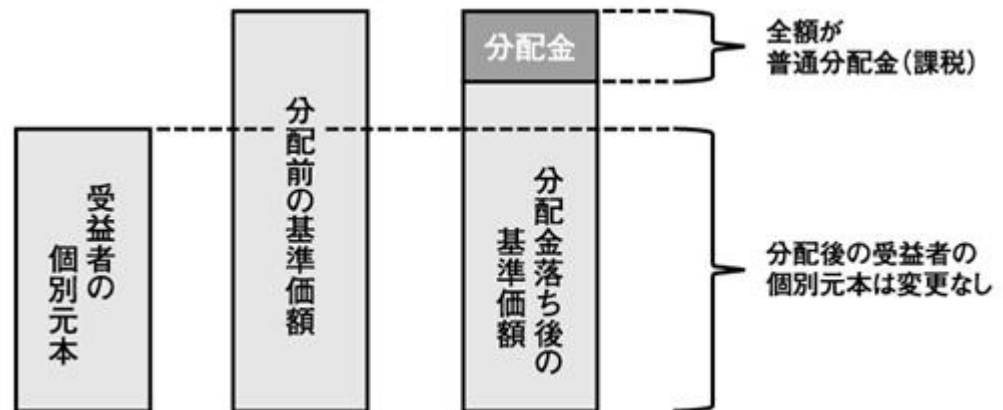 受益者の
個別元本
分配前の基準価額
分配金
分配金落ち後の
基準価額
全額が
普通分配金(課税)
分配後の受益者の
個別元本は変更なし